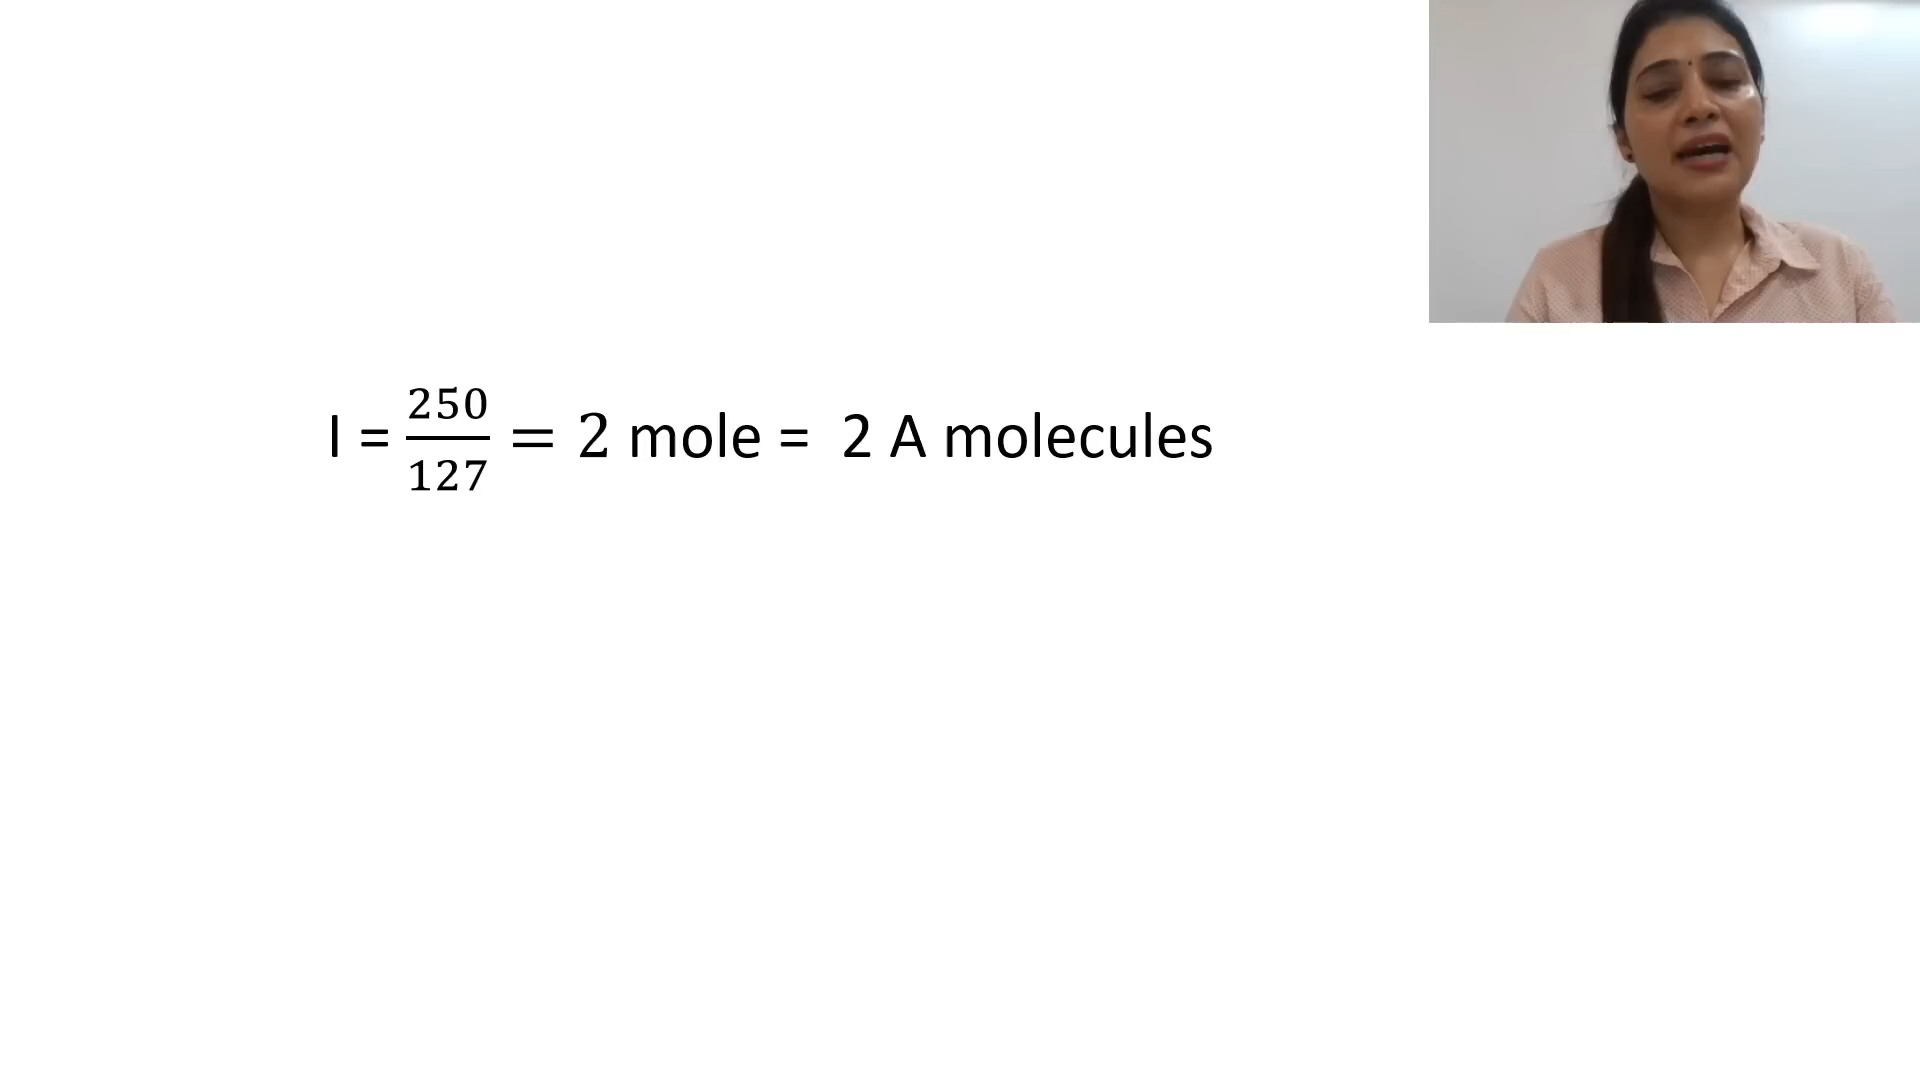 I = 250/127 = 2 mole = 2 A molecules